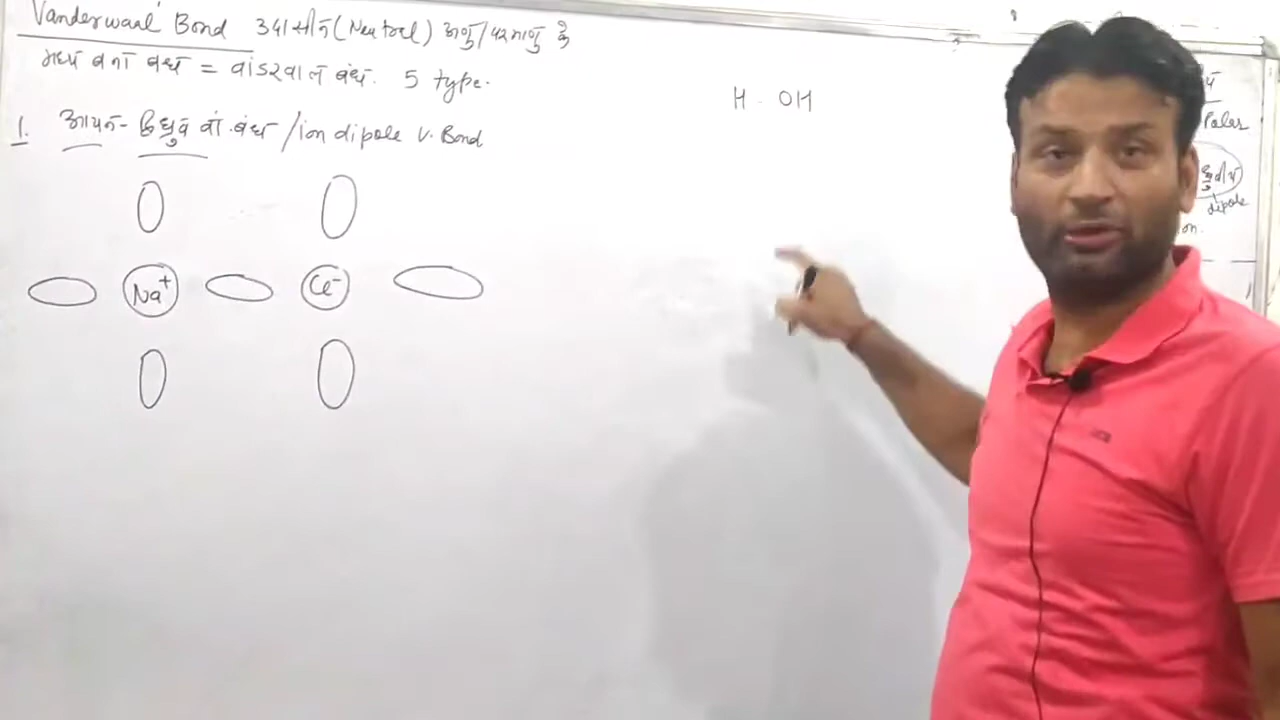 Vanderwaal Bond उदासीन (Neutral) अणु/परमाणु के
मध्य बना बंध = वांडरवाल बंध. 5 type.
1. आयन- द्विध्रुव वां. बंध /ion dipole V. Bond
H - OH
Na+
Cl-
Polar
ध्रुवीय
dipole
ion.